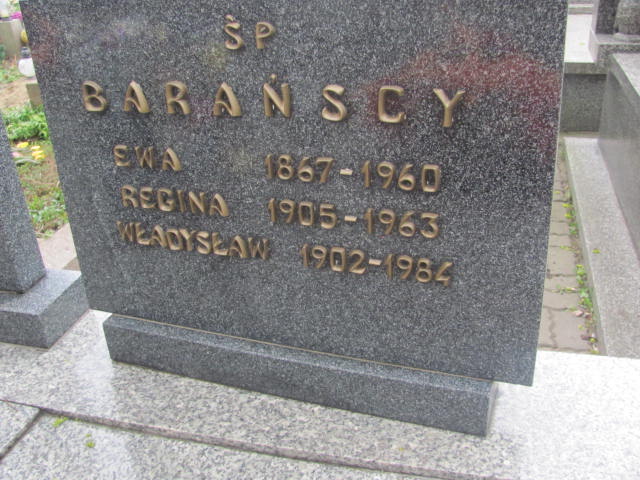 ŚP
BARAŃSCY
EWA 1867-1960
REGINA 1905-1963
WŁADYSŁAW 1902-1984